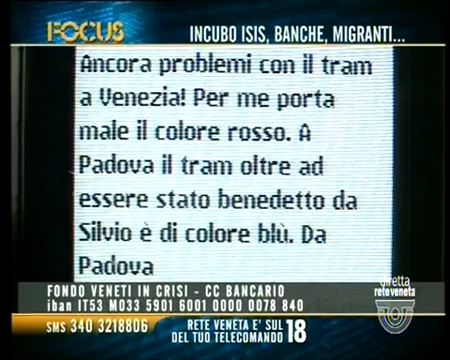 FOCUS
INCUBO ISIS, BANCHE, MIGRANTI...
Ancora problemi con il tram
a Venezia! Per me porta
male il colore rosso. A
Padova il tram oltre ad
essere stato benedetto da
Silvio è di colore blù. Da
Padova
diretta
reteveneta
FONDO VENETI IN CRISI - CC BANCARIO
iban IT53 M033 5901 6001 0000 0078 840
SMS 340 3218806
RETE VENETA E' SUL
DEL TUO TELECOMANDO 18